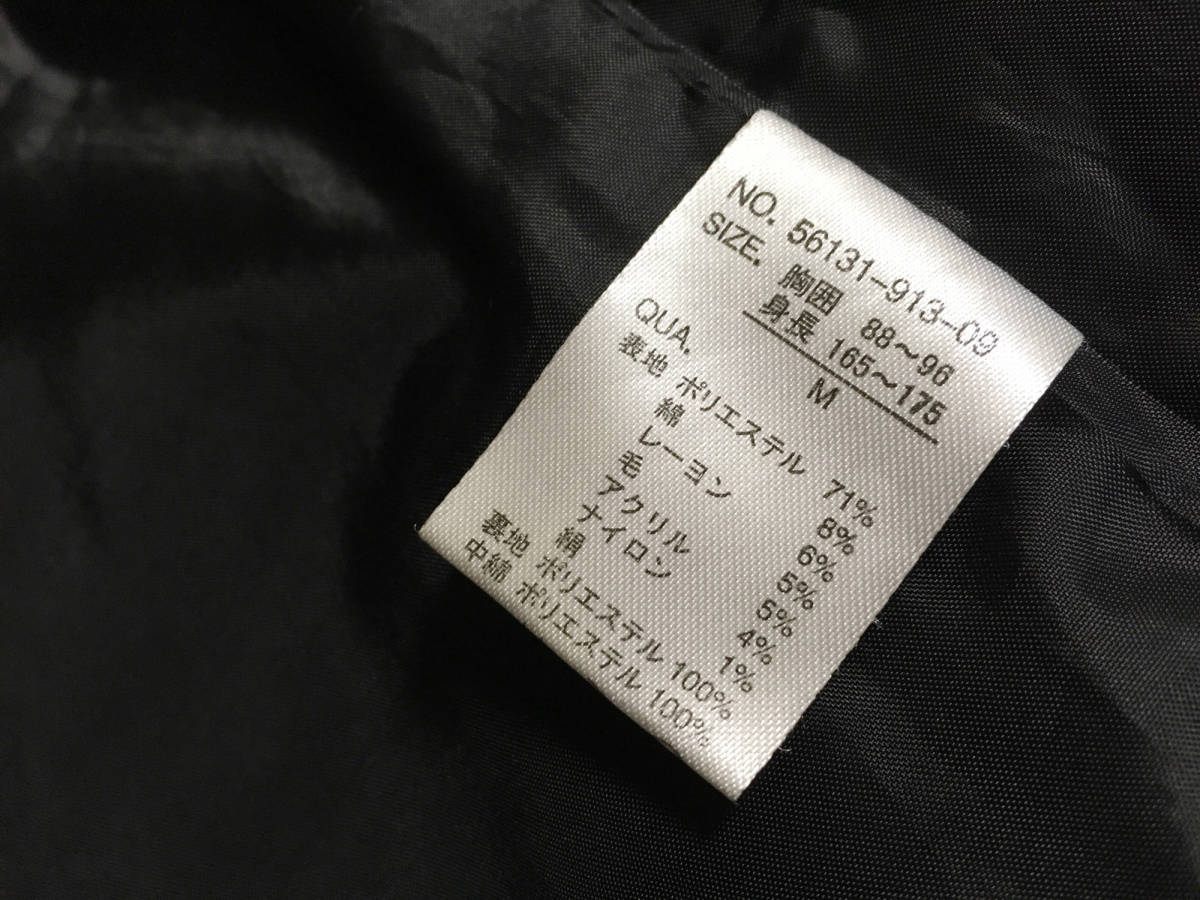 NO. 56131-913-09
SIZE. 胸囲 88～96
身長 165～175
M
QUA.
表地 ポリエステル 71%
綿 8%
レーヨン 6%
毛 5%
アクリル 5%
ナイロン 4%
絹 1%
裏地 ポリエステル 100%
中綿 ポリエステル 100%